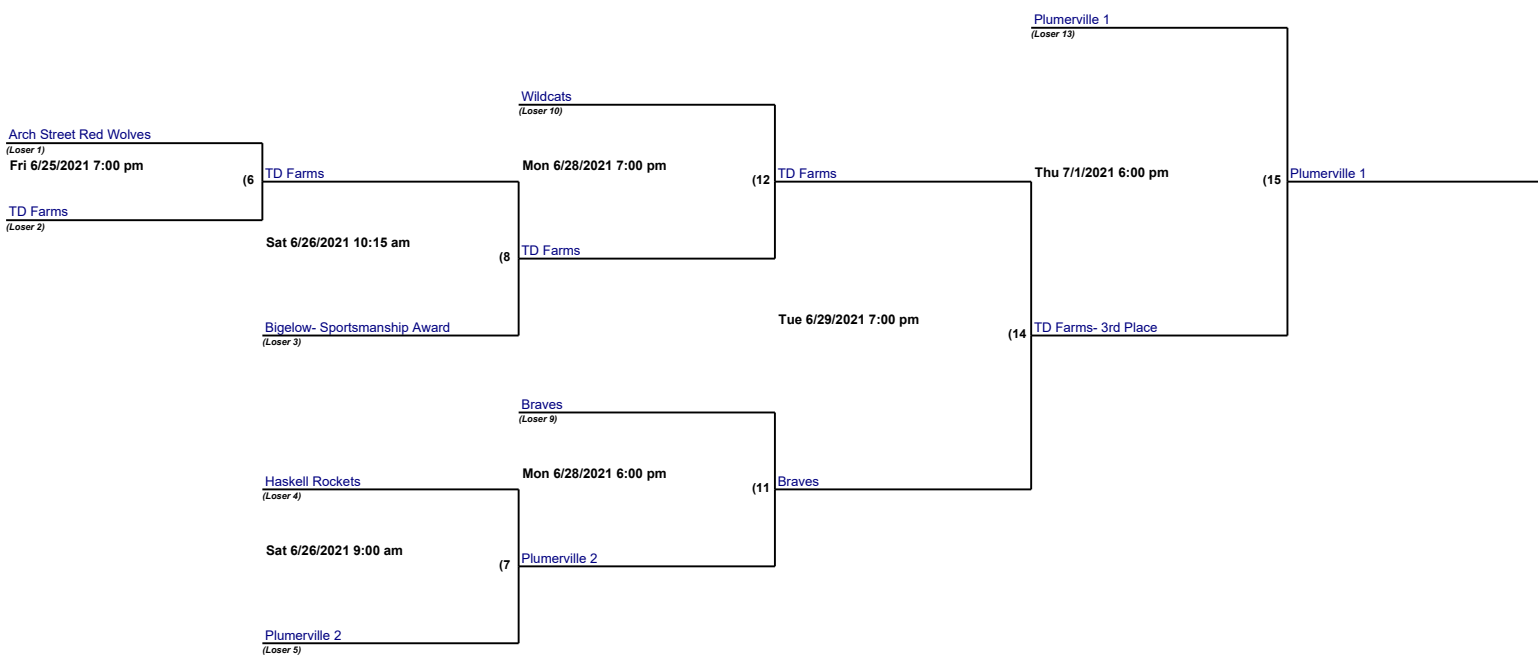 Plumerville 1
(Loser 13)
Wildcats
(Loser 10)
Arch Street Red Wolves
(Loser 1)
Fri 6/25/2021 7:00 pm
Mon 6/28/2021 7:00 pm
Thu 7/1/2021 6:00 pm
(6 TD Farms
(12 TD Farms
(15 Plumerville 1
TD Farms
(Loser 2)
Sat 6/26/2021 10:15 am
(8 TD Farms
Bigelow- Sportsmanship Award
(Loser 3)
Tue 6/29/2021 7:00 pm
(14 TD Farms- 3rd Place
Braves
(Loser 9)
Haskell Rockets
(Loser 4)
Mon 6/28/2021 6:00 pm
(11 Braves
Sat 6/26/2021 9:00 am
(7 Plumerville 2
Plumerville 2
(Loser 5)